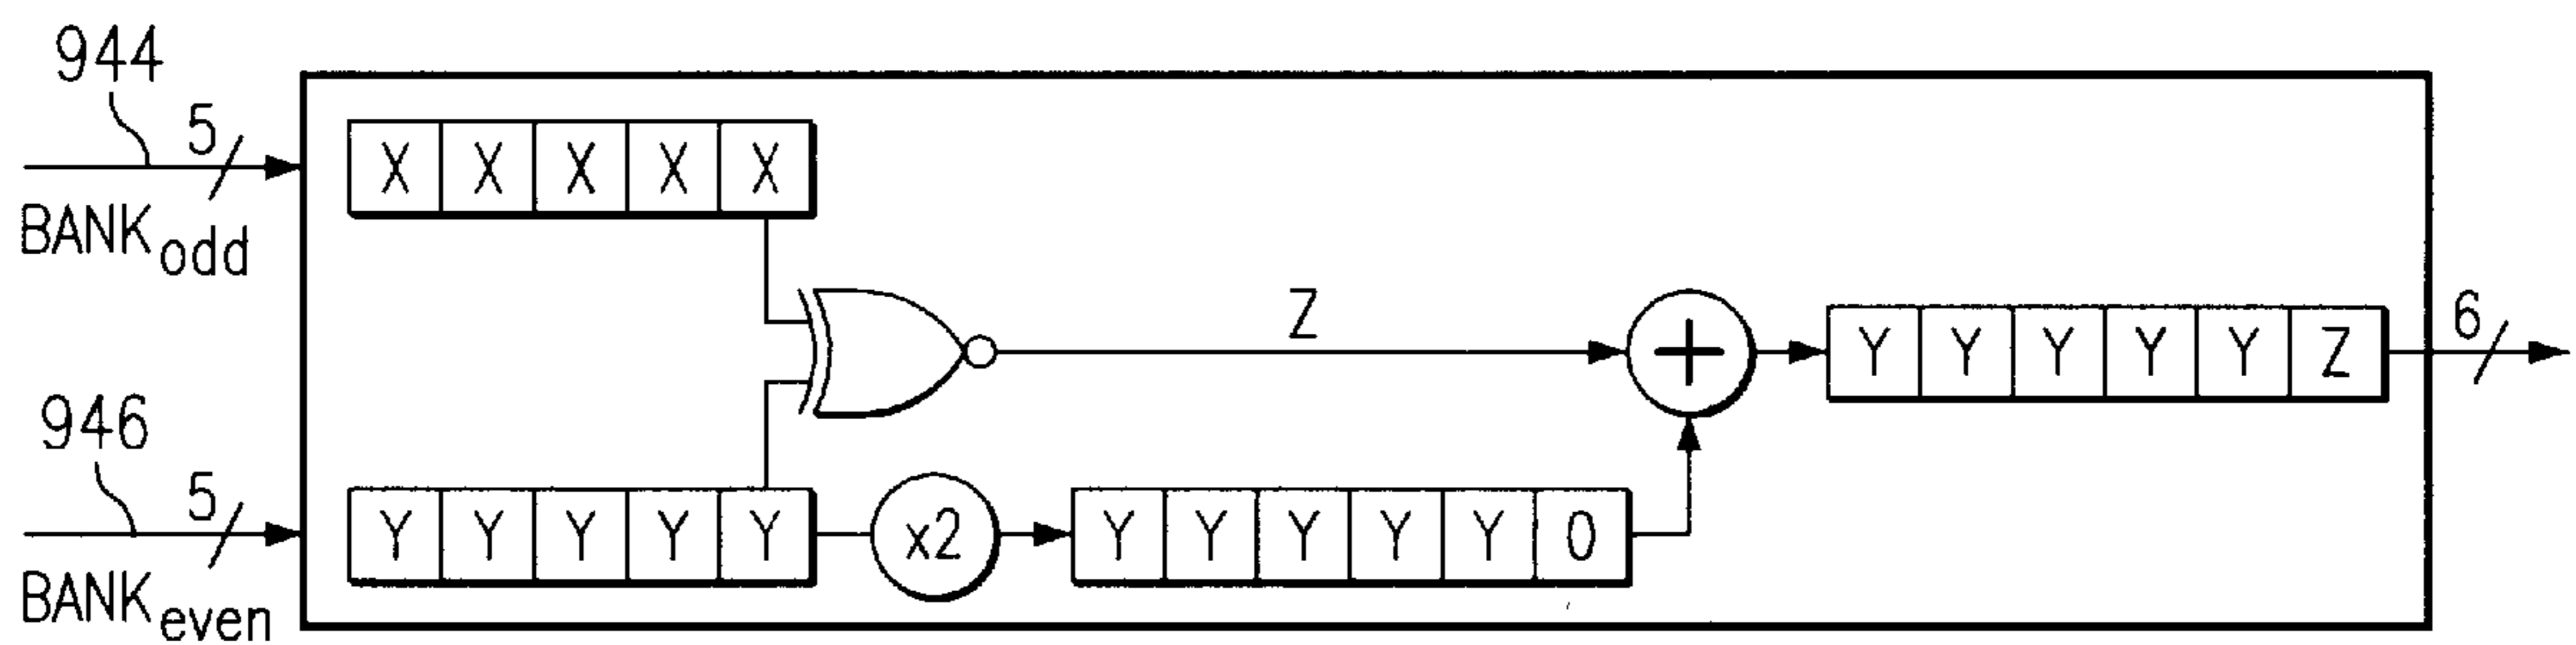 944
5
BANKodd
X X X X X
Z
+
Y Y Y Y Y Z
6
946
5
BANKeven
Y Y Y Y Y
x2
Y Y Y Y Y 0